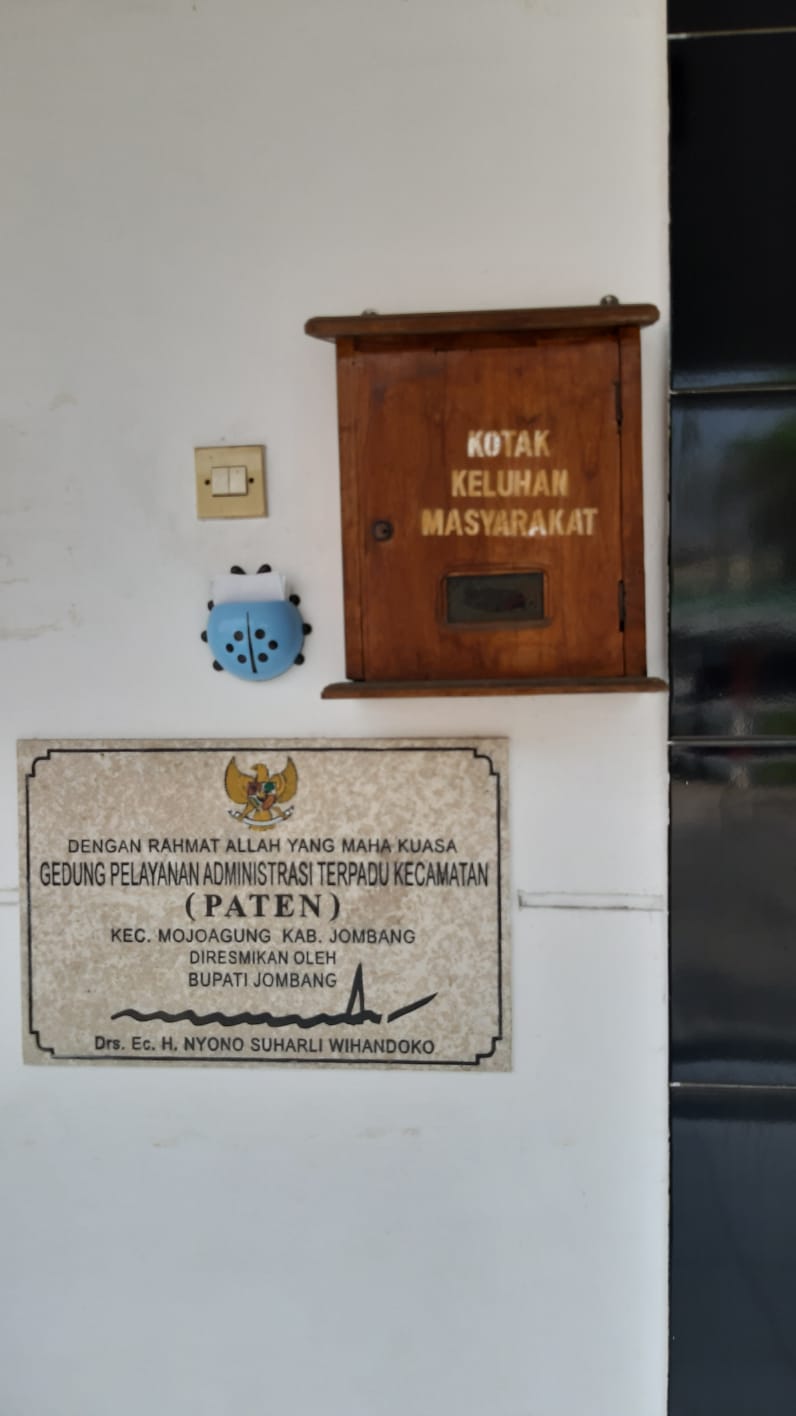 KOTAK
KELUHAN
MASYARAKAT
DENGAN RAHMAT ALLAH YANG MAHA KUASA
GEDUNG PELAYANAN ADMINISTRASI TERPADU KECAMATAN
(PATEN)
KEC. MOJOAGUNG KAB. JOMBANG
DIRESMIKAN OLEH
BUPATI JOMBANG
Drs. Ec. H. NYONO SUHARLI WIHANDOKO